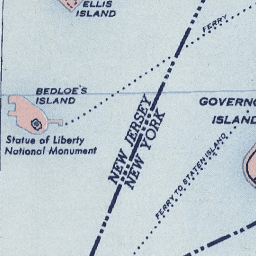 ELLIS
ISLAND
FERRY
BEDLOE'S
ISLAND
GOVERNO
ISLAND
Statue of Liberty
National Monument
NEW JERSEY
NEW YORK
FERRY TO STATEN ISLAND